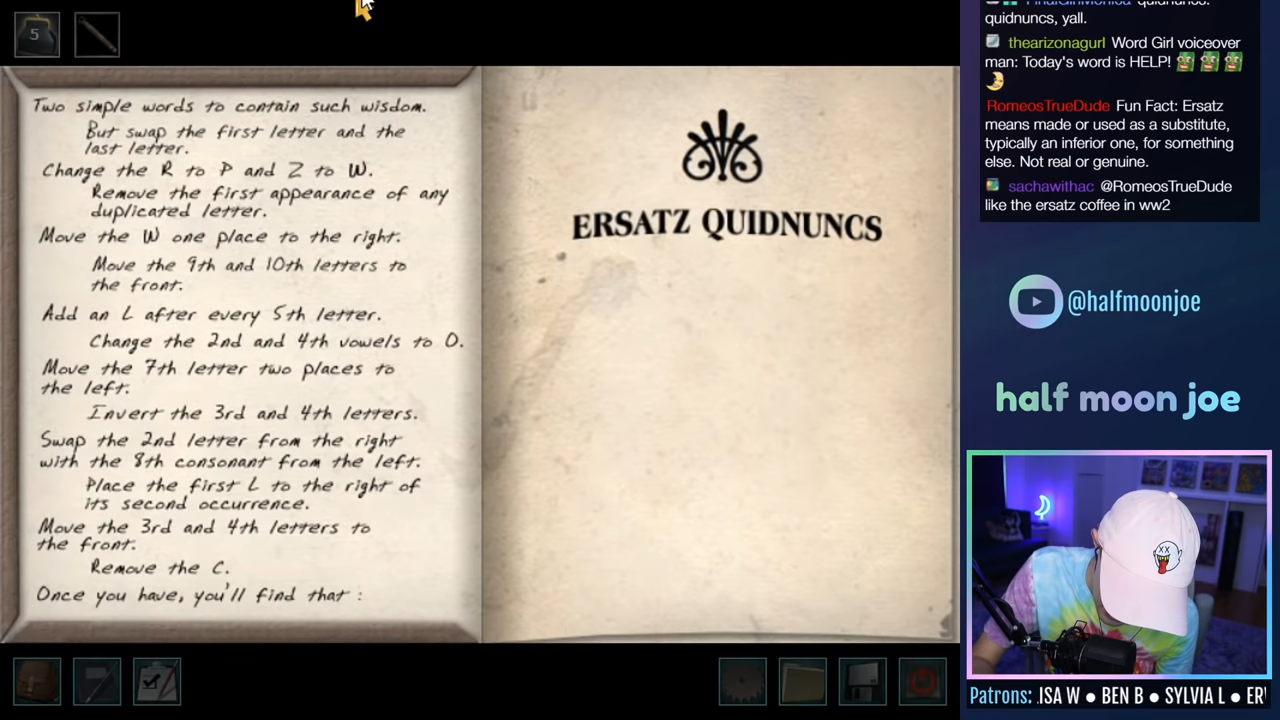 5
Two simple words to contain such wisdom.
But swap the first letter and the
last letter.
Change the R to P and Z to W.
Remove the first appearance of any
duplicated letter.
Move the W one place to the right.
Move the 9th and 10th letters to
the front.
Add an L after every 5th letter.
Change the 2nd and 4th vowels to O.
Move the 7th letter two places to
the left.
Invert the 3rd and 4th letters.
Swap the 2nd letter from the right
with the 8th consonant from the left.
Place the first L to the right of
its second occurrence.
Move the 3rd and 4th letters to
the front.
Remove the C.
Once you have, you'll find that :
ERSATZ QUIDNUNCS
quidnuncs, yall.
thearizonagurl Word Girl voiceover
man: Today's word is HELP!
RomeosTrueDude Fun Fact: Ersatz
means made or used as a substitute,
typically an inferior one, for something
else. Not real or genuine.
sachawithac @RomeosTrueDude
like the ersatz coffee in ww2
@halfmoonjoe
half moon joe
Patrons: .ISA W ● BEN B ● SYLVIA L ● ER